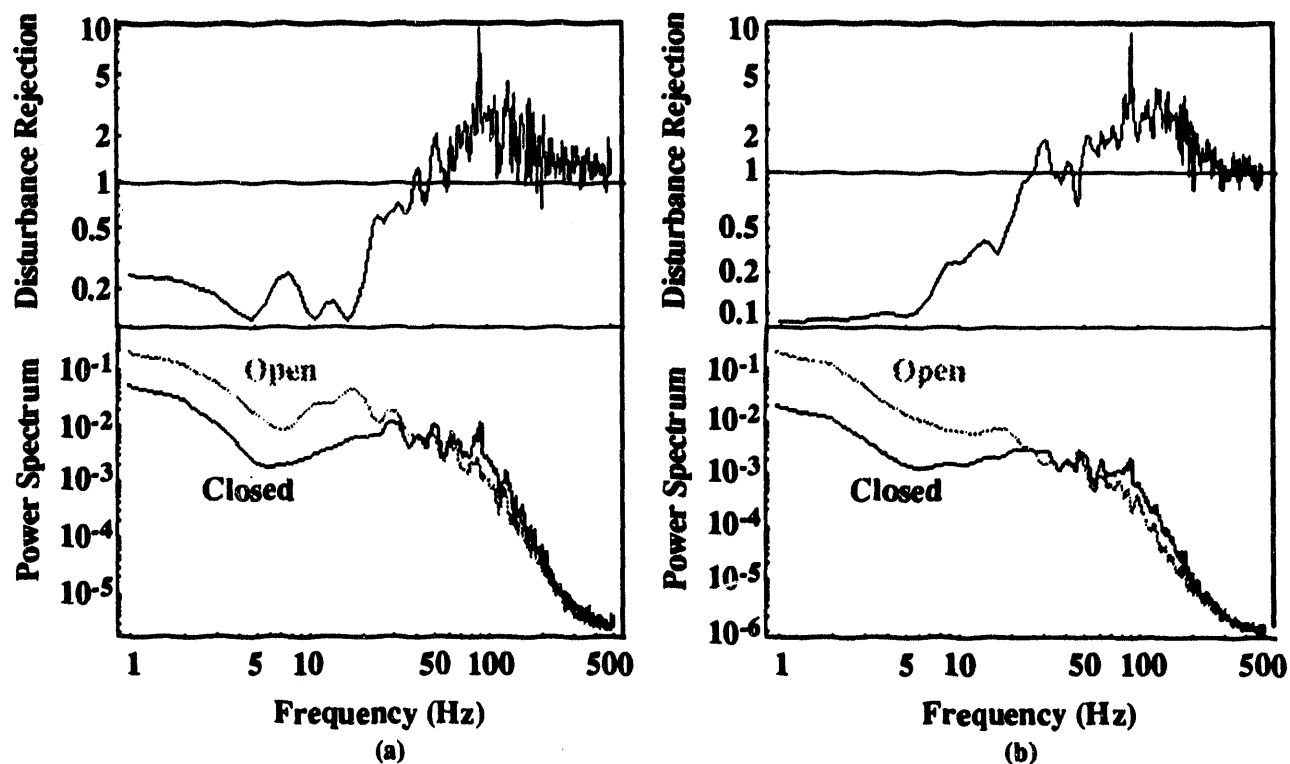 Disturbance Rejection
10
5
2
1
0.5
0.2
Power Spectrum
10-1
10-2
10-3
10-4
10-5
Open
Closed
1 5 10 50 100 500
Frequency (Hz)
(a)
Disturbance Rejection
10
5
2
1
0.5
0.2
0.1
Power Spectrum
10-1
10-2
10-3
10-4
10-5
10-6
Open
Closed
1 5 10 50 100 500
Frequency (Hz)
(b)